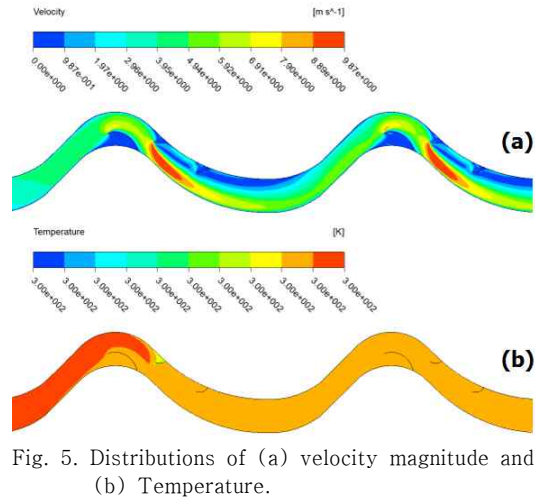 Velocity [m s^-1]
0.00e+000 9.87e-001 1.97e+000 2.96e+000 3.95e+000 4.94e+000 5.92e+000 6.91e+000 7.90e+000 8.89e+000 9.87e+000
(a)
Temperature [K]
3.00e+002 3.00e+002 3.00e+002 3.00e+002 3.00e+002 3.00e+002 3.00e+002 3.00e+002 3.00e+002 3.00e+002 3.00e+002
(b)
Fig. 5. Distributions of (a) velocity magnitude and
(b) Temperature.